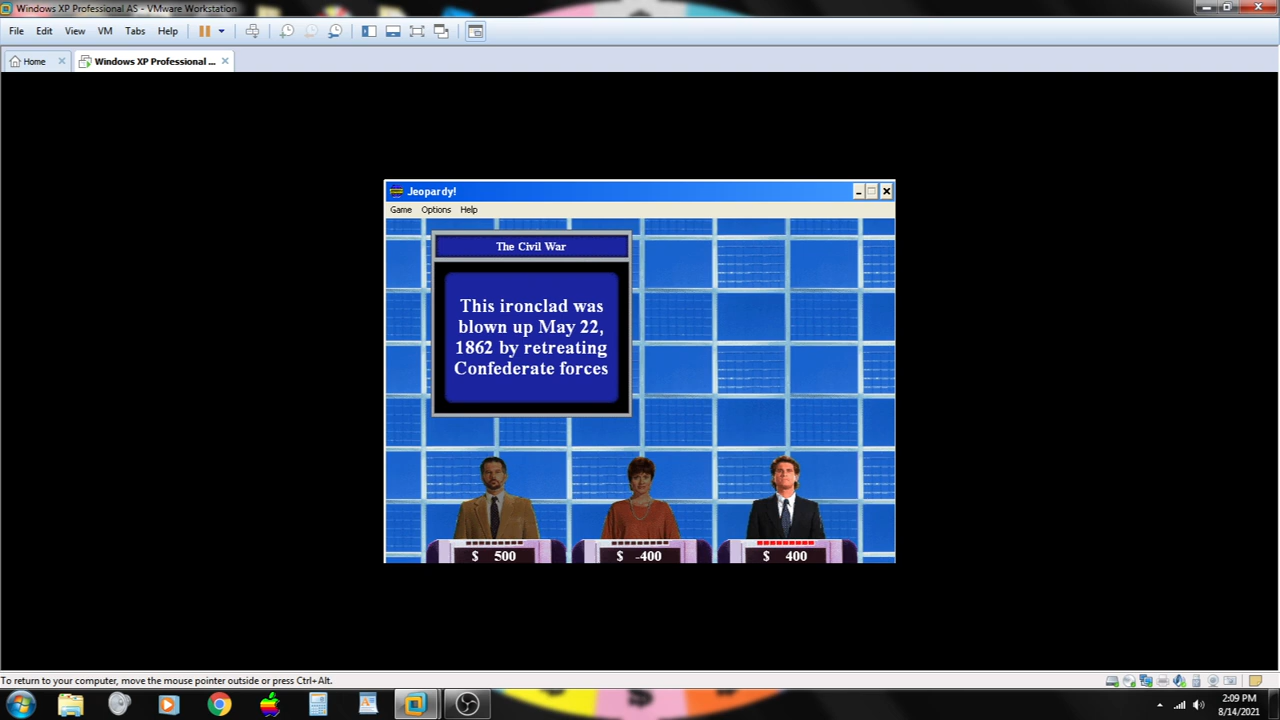 Windows XP Professional AS - VMware Workstation
File Edit View VM Tabs Help
Home Windows XP Professional ...
Jeopardy!
Game Options Help
The Civil War
This ironclad was
blown up May 22,
1862 by retreating
Confederate forces
$ 500 $ -400 $ 400
To return to your computer, move the mouse pointer outside or press Ctrl+Alt.
2:09 PM
8/14/2021